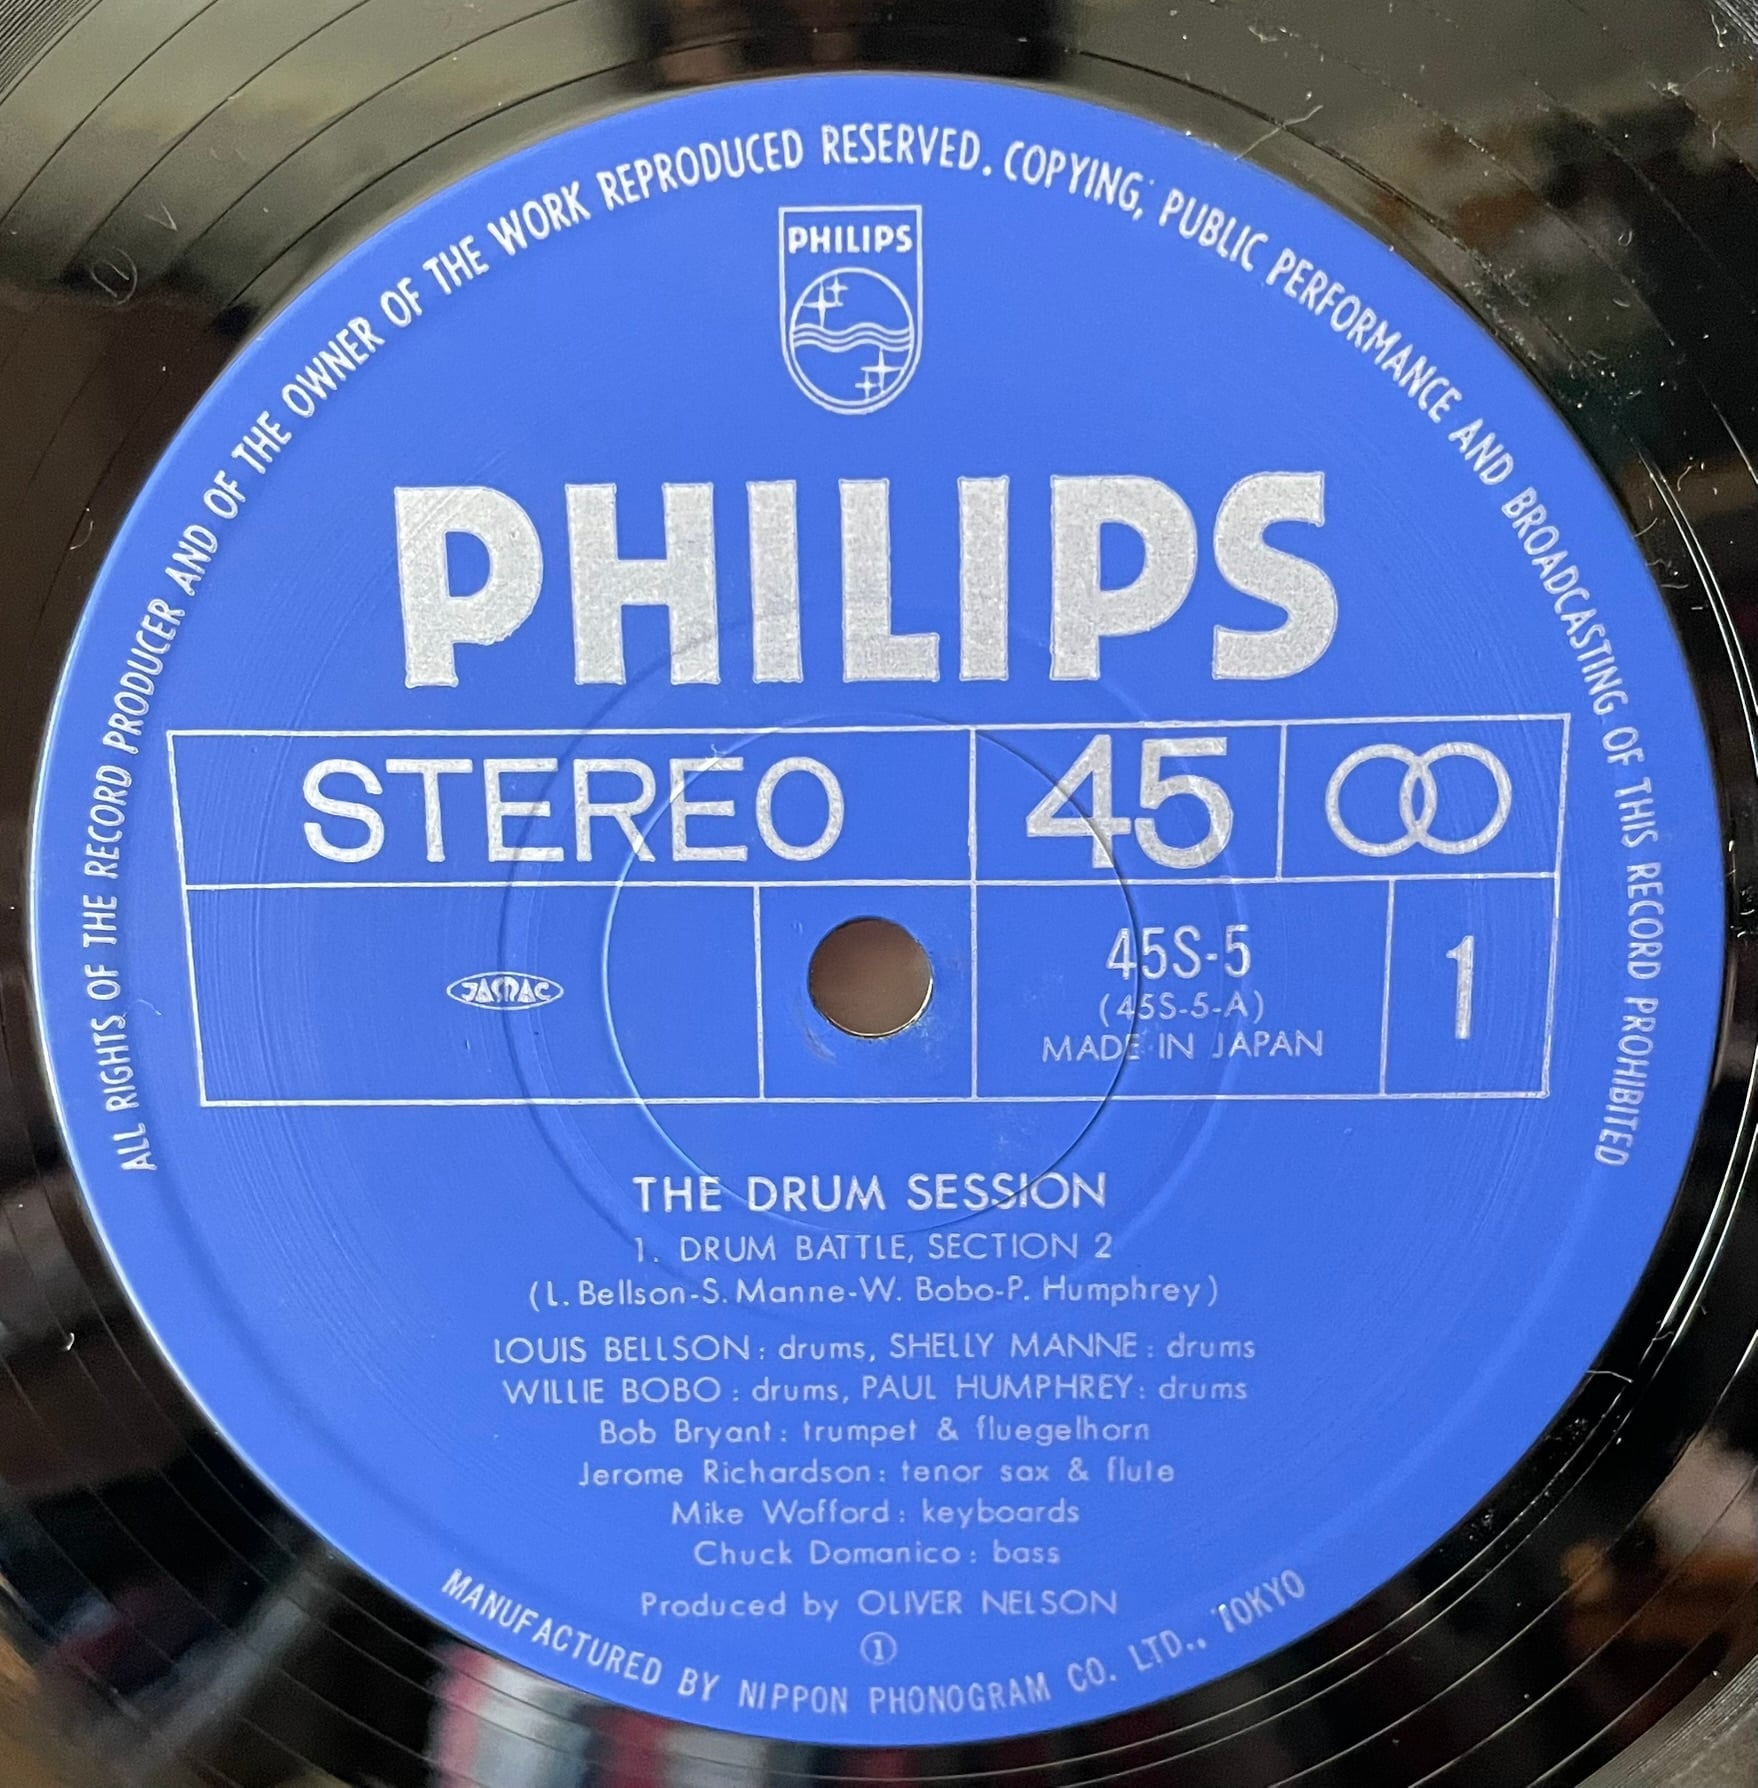 ALL RIGHTS OF THE RECORD PRODUCER AND OF THE OWNER OF THE WORK REPRODUCED RESERVED. COPYING, PUBLIC PERFORMANCE AND BROADCASTING OF THIS RECORD PROHIBITED
PHILIPS
PHILIPS
STEREO 45
JASRAC
45S-5
(45S-5-A)
MADE IN JAPAN
1
THE DRUM SESSION
1. DRUM BATTLE, SECTION 2
(L. Bellson-S. Manne-W. Bobo-P. Humphrey)
LOUIS BELLSON: drums, SHELLY MANNE: drums
WILLIE BOBO: drums, PAUL HUMPHREY: drums
Bob Bryant: trumpet & fluegelhorn
Jerome Richardson: tenor sax & flute
Mike Wofford: keyboards
Chuck Domanico: bass
Produced by OLIVER NELSON
①
MANUFACTURED BY NIPPON PHONOGRAM CO. LTD., TOKYO